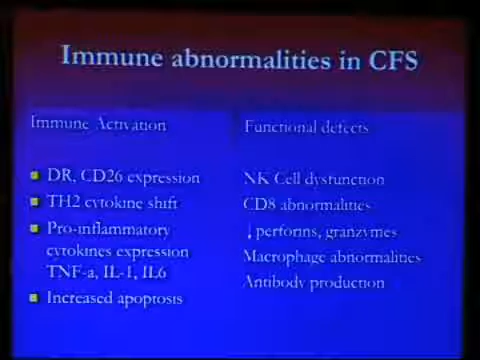 Immune abnormalities in CFS
Immune Activation
DR, CD26 expression
TH2 cytokine shift
Pro-inflammatory
cytokines expression
TNF-a, IL-1, IL6
Increased apoptosis
Functional defects
NK Cell dysfunction
CD8 abnormalities
↓perforins, granzymes
Macrophage abnormalities
Antibody production